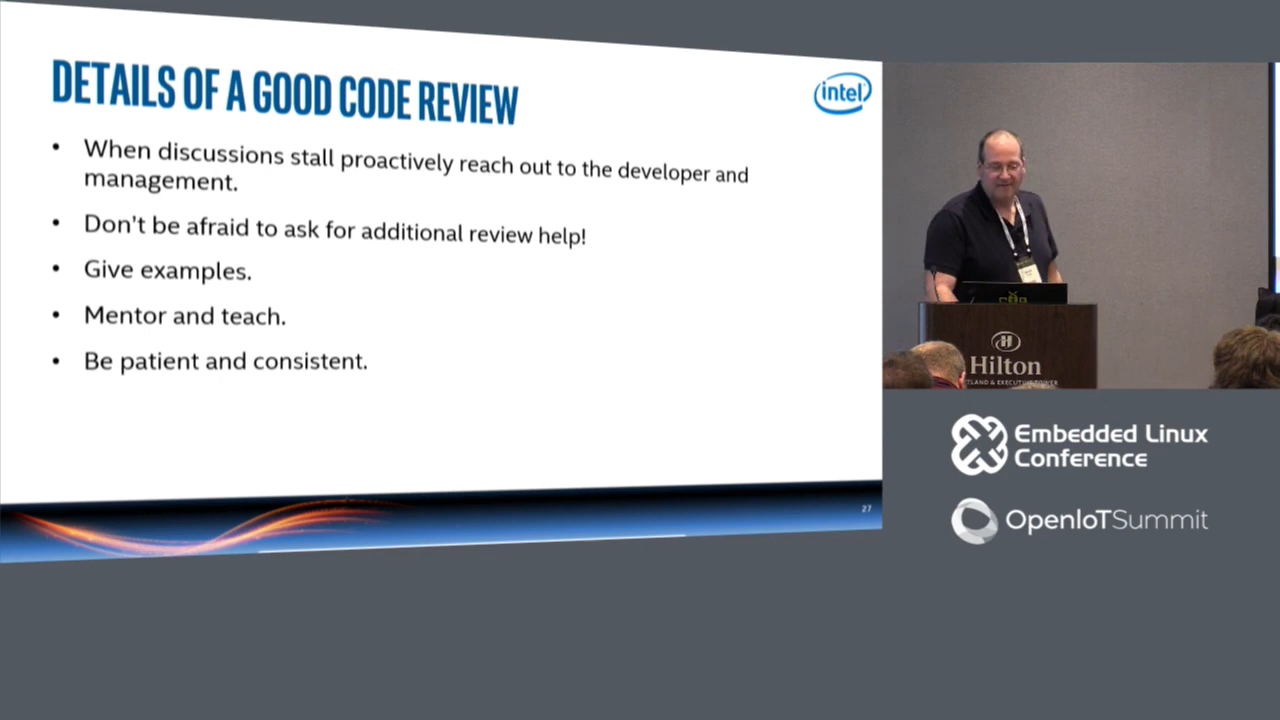 DETAILS OF A GOOD CODE REVIEW
intel
• When discussions stall proactively reach out to the developer and
management.
• Don't be afraid to ask for additional review help!
• Give examples.
• Mentor and teach.
• Be patient and consistent.
27
Hilton
& EXECUTIVE TOWER
Embedded Linux
Conference
OpenIoTSummit